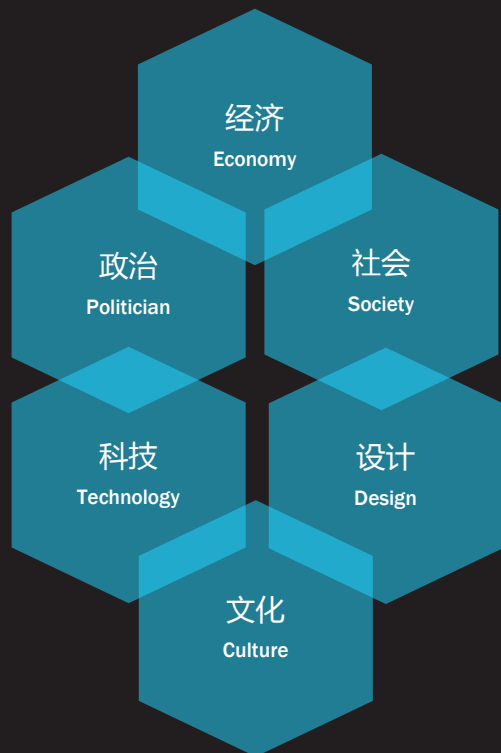 经济
Economy
政治
Politician
社会
Society
科技
Technology
设计
Design
文化
Culture